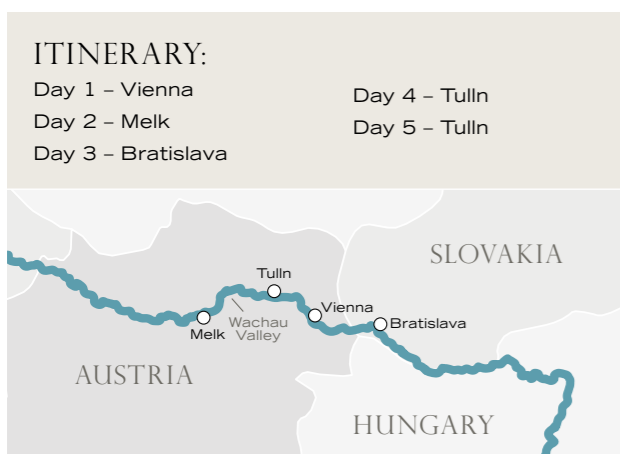 ITINERARY:
Day 1 – Vienna
Day 2 – Melk
Day 3 – Bratislava
Day 4 – Tulln
Day 5 – Tulln
SLOVAKIA
Tulln
Vienna
Bratislava
Wachau
Valley
Melk
AUSTRIA
HUNGARY